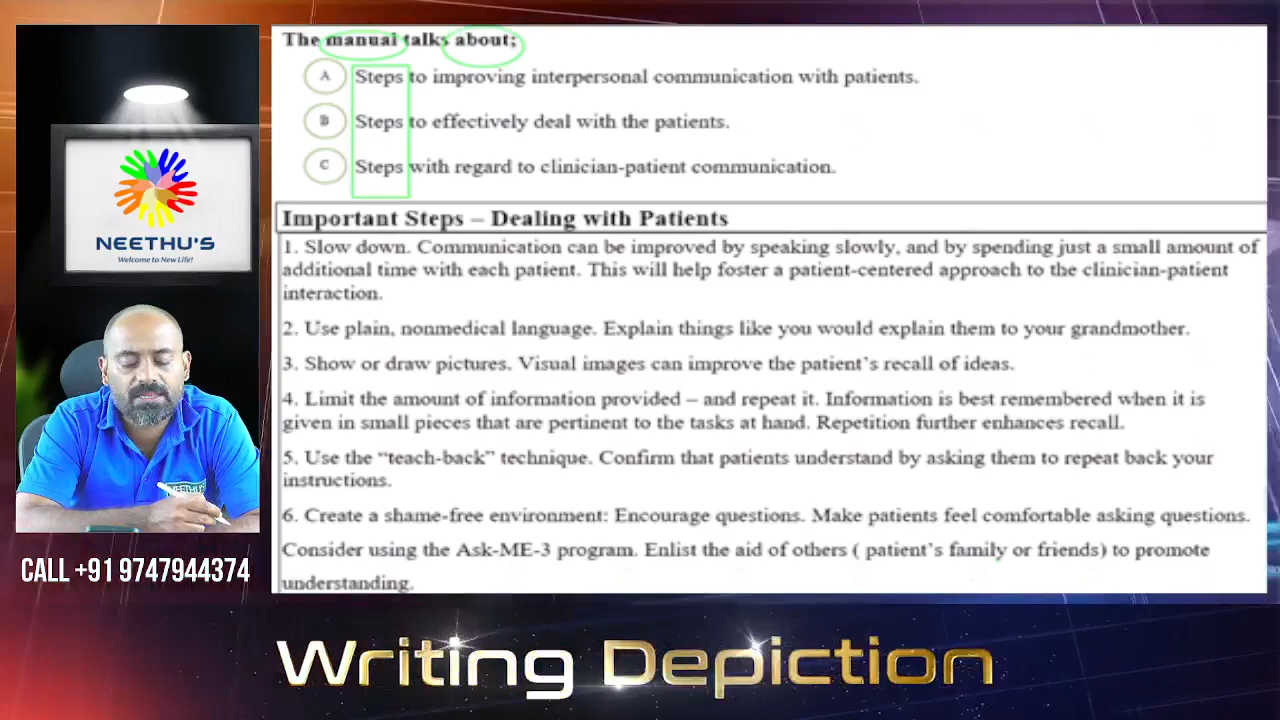 The manual talks about;
A Steps to improving interpersonal communication with patients.
B Steps to effectively deal with the patients.
C Steps with regard to clinician-patient communication.
Important Steps – Dealing with Patients
1. Slow down. Communication can be improved by speaking slowly, and by spending just a small amount of
additional time with each patient. This will help foster a patient-centered approach to the clinician-patient
interaction.
2. Use plain, nonmedical language. Explain things like you would explain them to your grandmother.
3. Show or draw pictures. Visual images can improve the patient's recall of ideas.
4. Limit the amount of information provided – and repeat it. Information is best remembered when it is
given in small pieces that are pertinent to the tasks at hand. Repetition further enhances recall.
5. Use the “teach-back” technique. Confirm that patients understand by asking them to repeat back your
instructions.
6. Create a shame-free environment: Encourage questions. Make patients feel comfortable asking questions.
Consider using the Ask-ME-3 program. Enlist the aid of others ( patient's family or friends) to promote
understanding.
NEETHU'S
Welcome to New Life!
NEETHU'S
CALL +91 9747944374
Writing Depiction